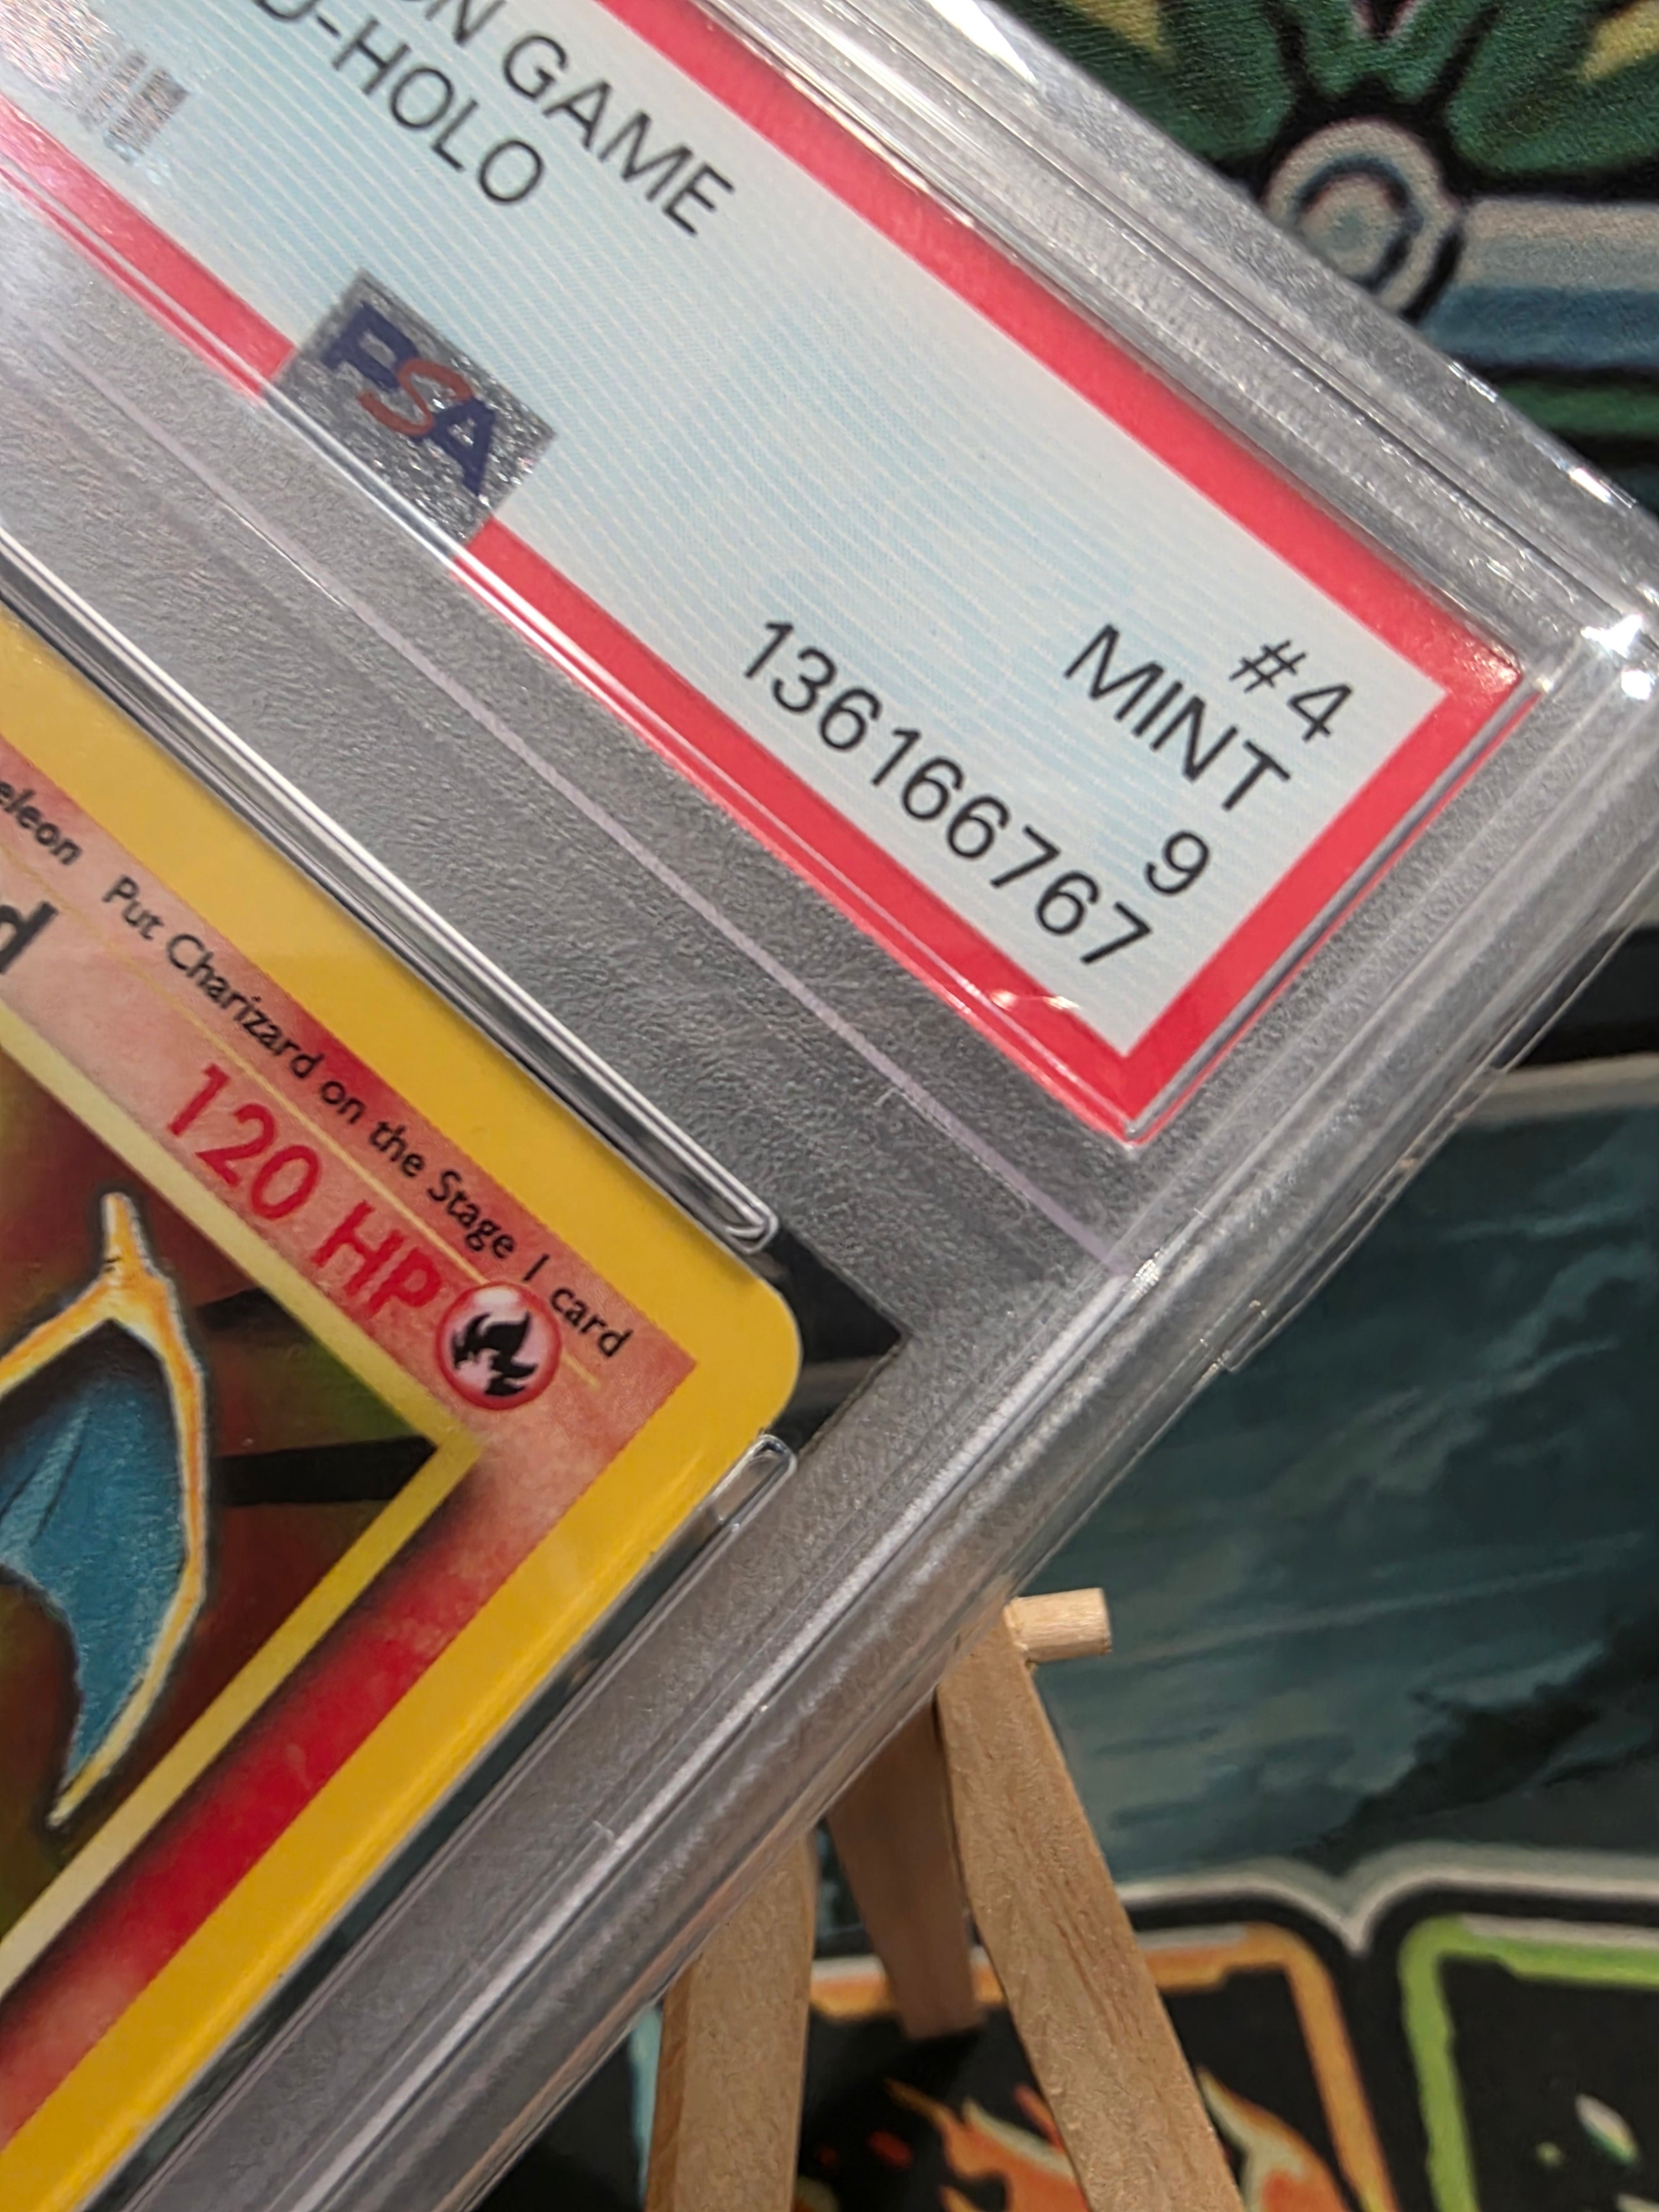 ON GAME
D-HOLO
#4
MINT
9
136166767
PSA
eleon Put Charizard on the Stage 1 card
d 120 HP